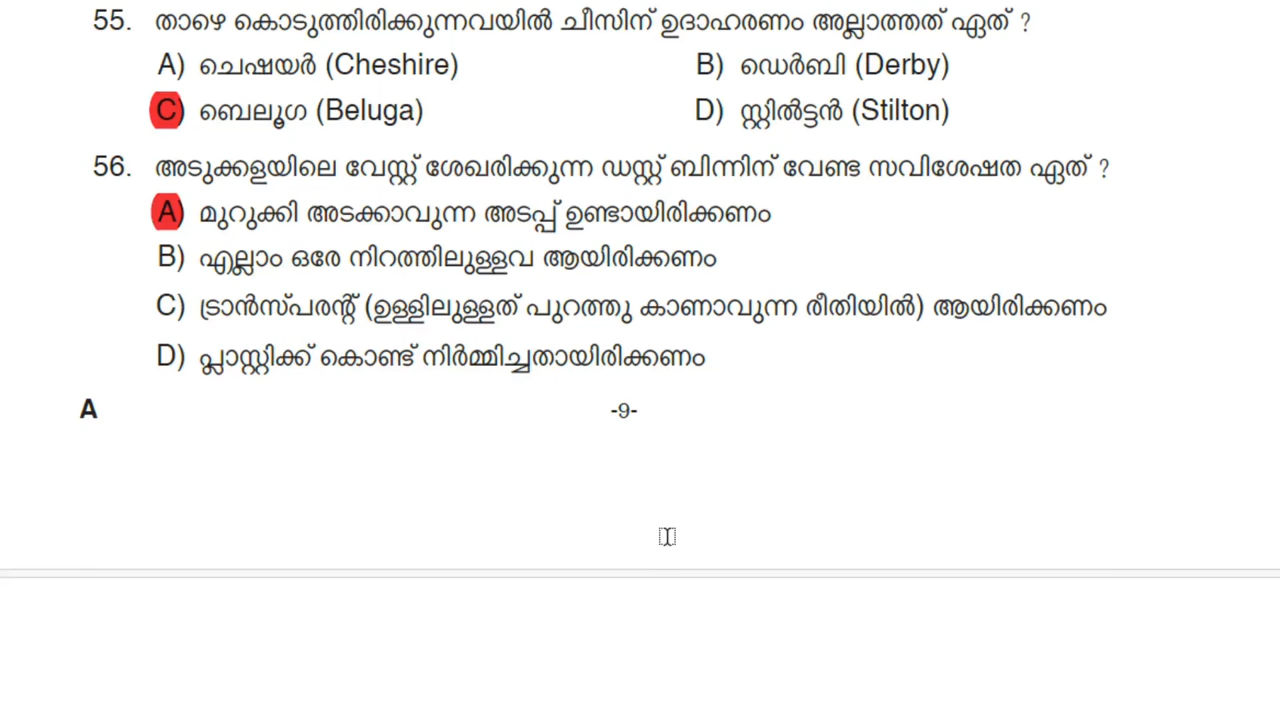 55. താഴെ കൊടുത്തിരിക്കുന്നവയിൽ ചീസിന് ഉദാഹരണം അല്ലാത്തത് ഏത് ?
A) ചെഷയർ (Cheshire) B) ഡെർബി (Derby)
C) ബെലൂഗ (Beluga) D) സ്റ്റിൽട്ടൻ (Stilton)
56. അടുക്കളയിലെ വേസ്റ്റ് ശേഖരിക്കുന്ന ഡസ്റ്റ് ബിന്നിന് വേണ്ട സവിശേഷത ഏത് ?
A) മുറുക്കി അടക്കാവുന്ന അടപ്പ് ഉണ്ടായിരിക്കണം
B) എല്ലാം ഒരേ നിറത്തിലുള്ളവ ആയിരിക്കണം
C) ട്രാൻസ്പരന്റ് (ഉള്ളിലുള്ളത് പുറത്തു കാണാവുന്ന രീതിയിൽ) ആയിരിക്കണം
D) പ്ലാസ്റ്റിക്ക് കൊണ്ട് നിർമ്മിച്ചതായിരിക്കണം
A -9-